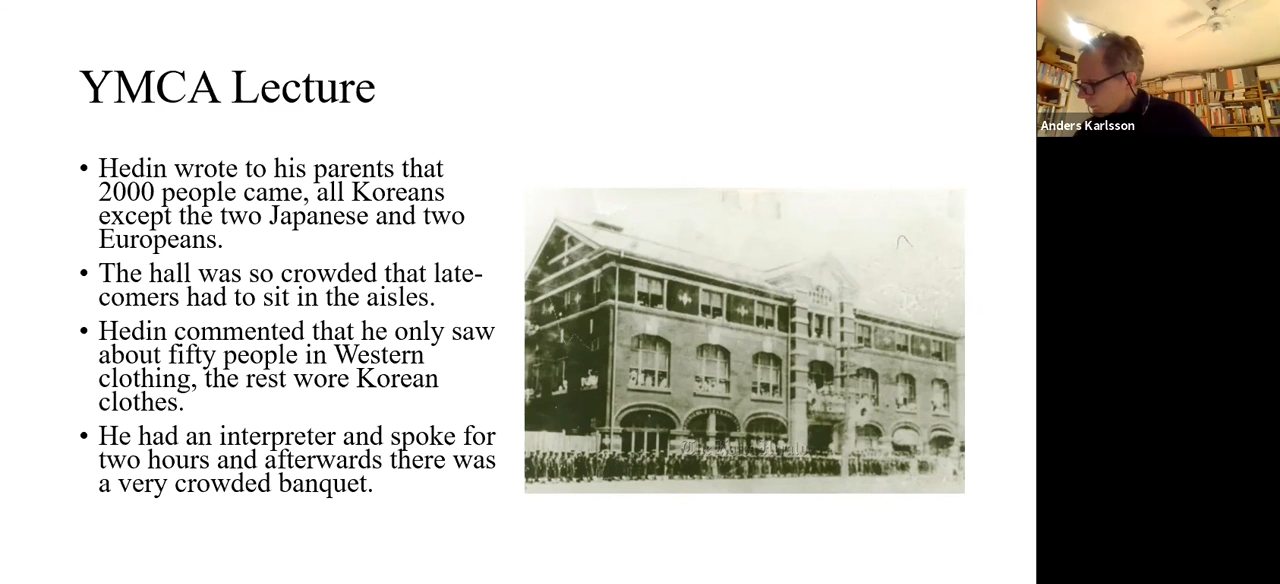 YMCA Lecture
• Hedin wrote to his parents that
2000 people came, all Koreans
except the two Japanese and two
Europeans.
• The hall was so crowded that late-
comers had to sit in the aisles.
• Hedin commented that he only saw
about fifty people in Western
clothing, the rest wore Korean
clothes.
• He had an interpreter and spoke for
two hours and afterwards there was
a very crowded banquet.
Anders Karlsson